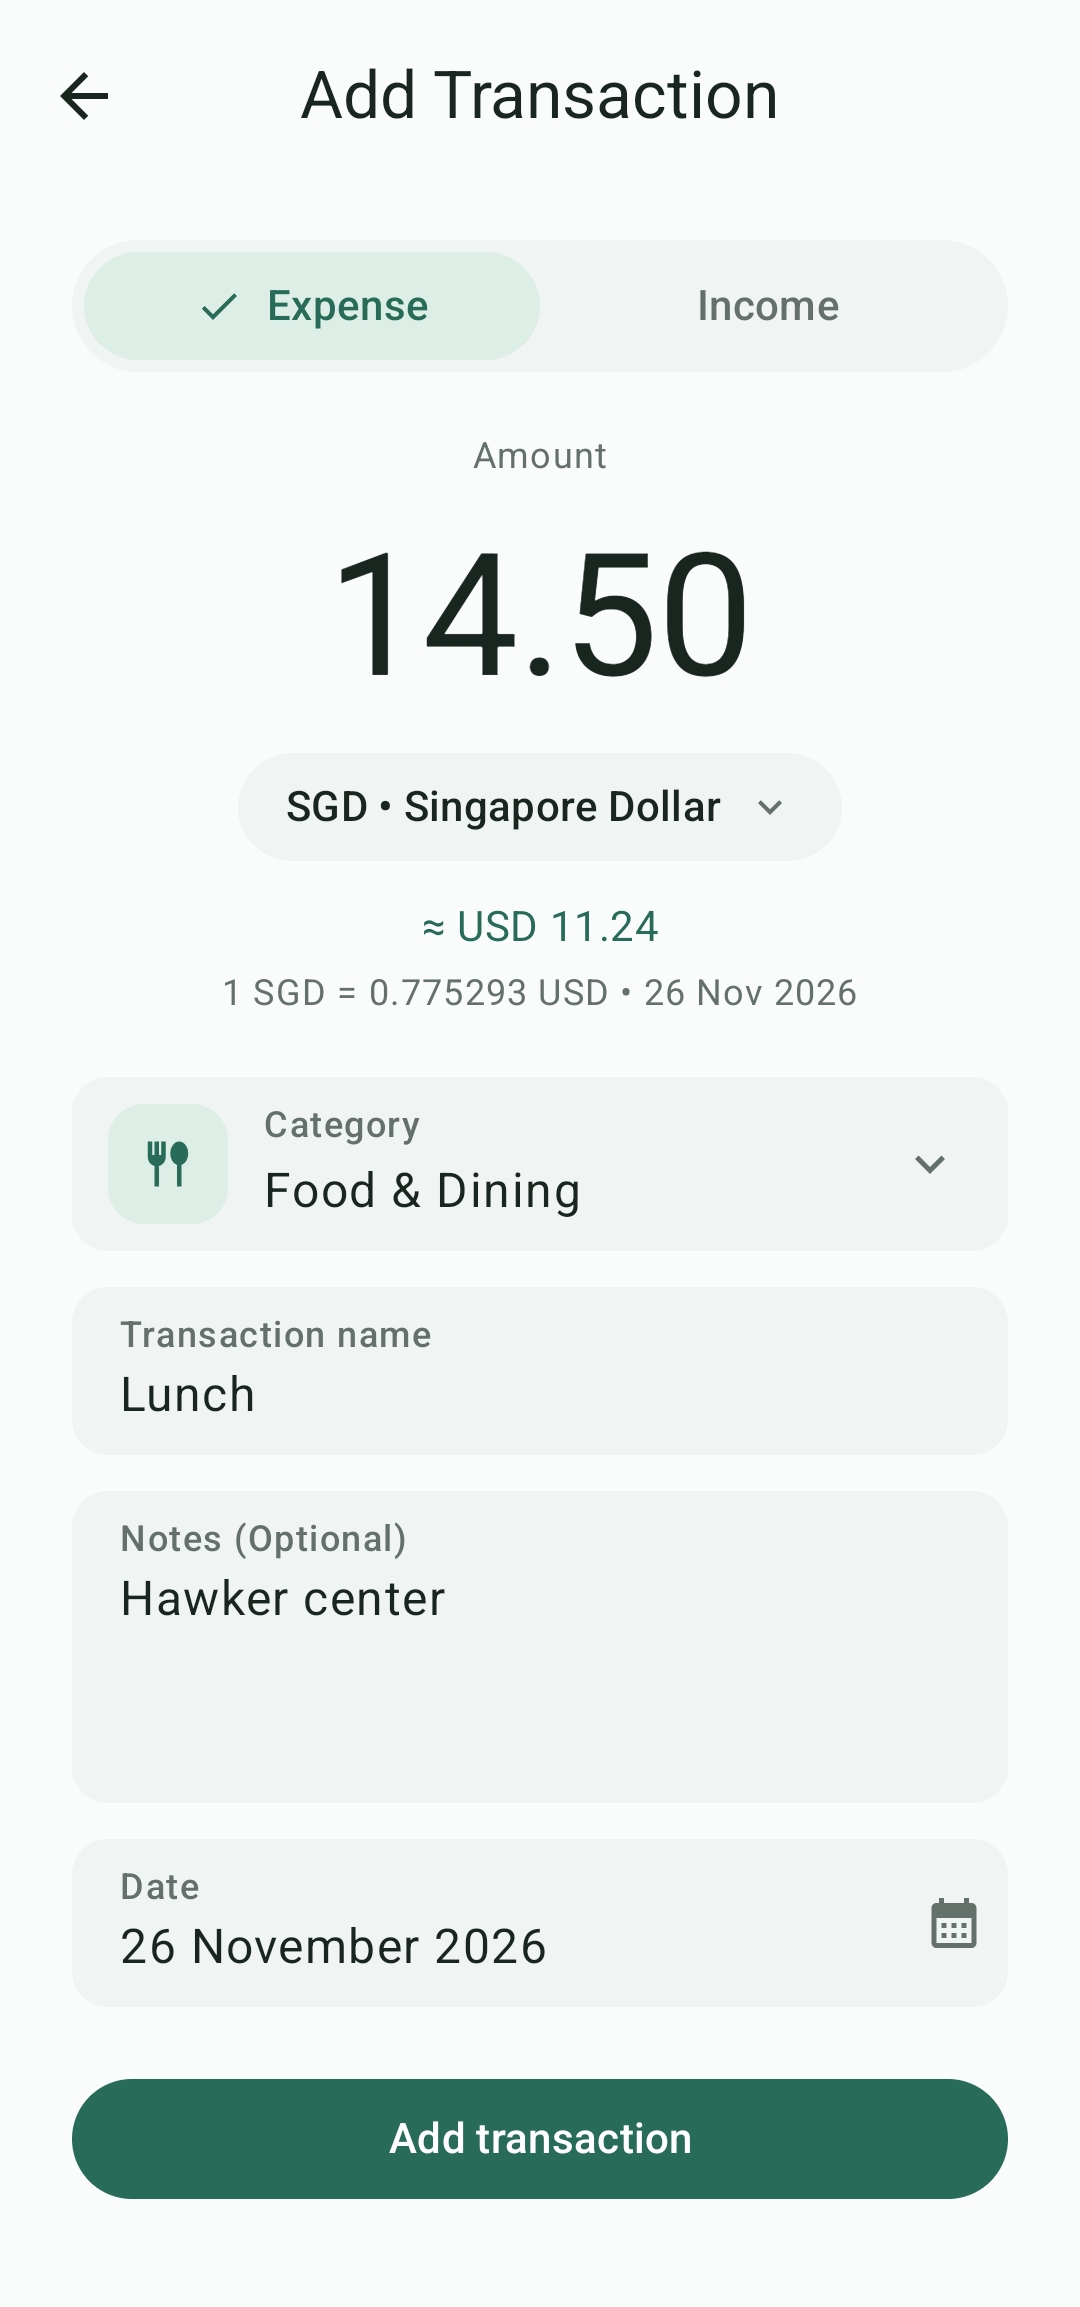 Add Transaction
Expense
Income
Amount
14.50
SGD • Singapore Dollar
≈ USD 11.24
1 SGD = 0.775293 USD • 26 Nov 2026
Category
Food & Dining
Transaction name
Lunch
Notes (Optional)
Hawker center
Date
26 November 2026
Add transaction